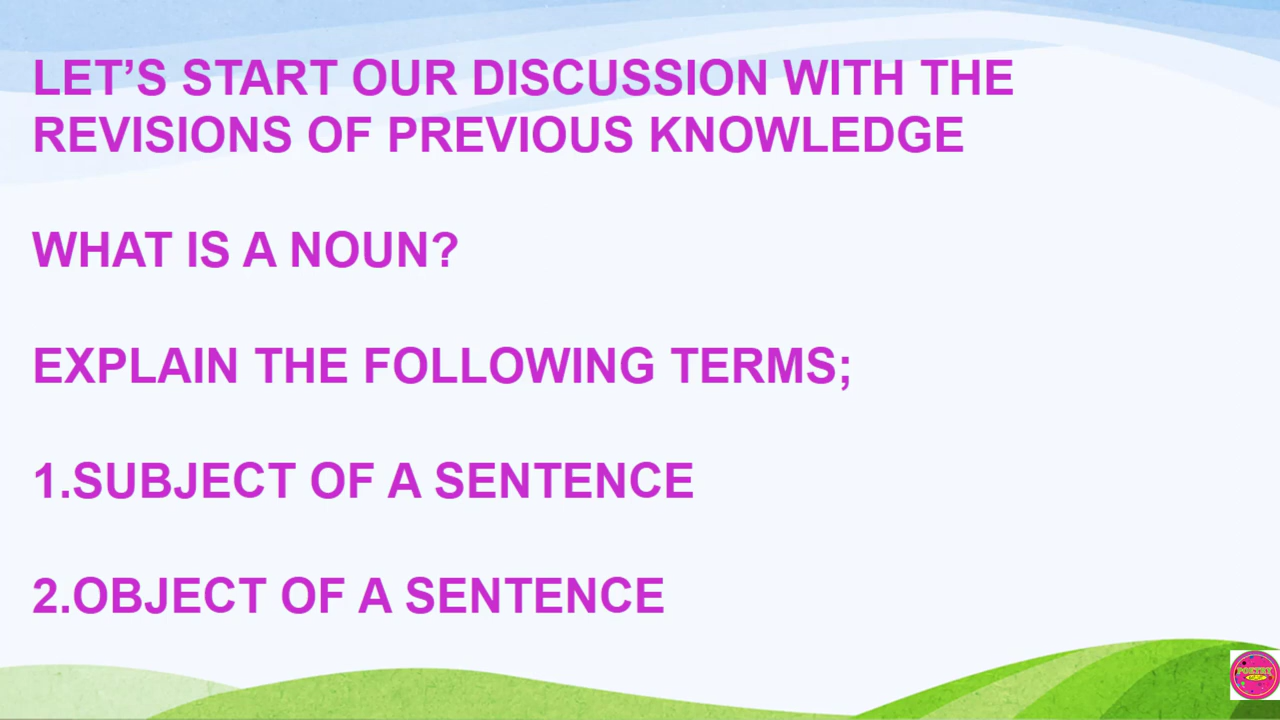 LET’S START OUR DISCUSSION WITH THE
REVISIONS OF PREVIOUS KNOWLEDGE
WHAT IS A NOUN?
EXPLAIN THE FOLLOWING TERMS;
1.SUBJECT OF A SENTENCE
2.OBJECT OF A SENTENCE
POETRY